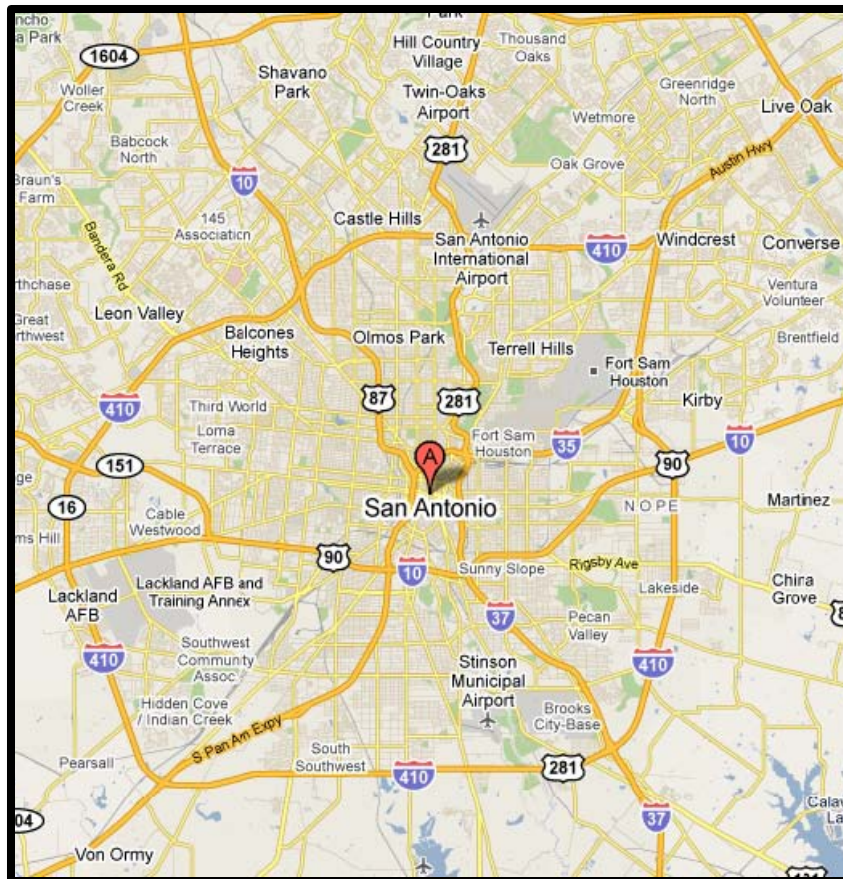 Park
ncho
a Park
Hill Country
Village
Thousand
Oaks
1604
Shavano
Park
Woller
Creek
Twin-Oaks
Airport
Greenridge
North
Live Oak
Wetmore
Babcock
North
281
Austin Hwy
Oak Grove
10
Braun's
Farm
145
Association
Castle Hills
San Antonio
International
Airport
410
Windcrest
Converse
Bandera Rd
rthchase
Ventura
Volunteer
Leon Valley
Great
rthwest
Balcones
Heights
Olmos Park
Terrell Hills
Brentfield
Fort Sam
Houston
87
281
Kirby
410
Third World
Loma
Terrace
Fort Sam
Houston
35
10
A
151
90
16
San Antonio
NOPE
Martinez
Cable
Westwood
ms Hill
90
10
Sunny Slope
Rigsby Ave
Lackland AFB and
Training Annex
Lackland
AFB
Lakeside
China
Grove
8
37
Pecan
Valley
410
Southwest
Community
Assoc.
Stinson
Municipal
Airport
410
Hidden Cove
/ Indian Creek
Brooks
City-Base
S Pan Am Expy
Pearsall
South
Southwest
410
281
04
37
Calav
La
Von Ormy